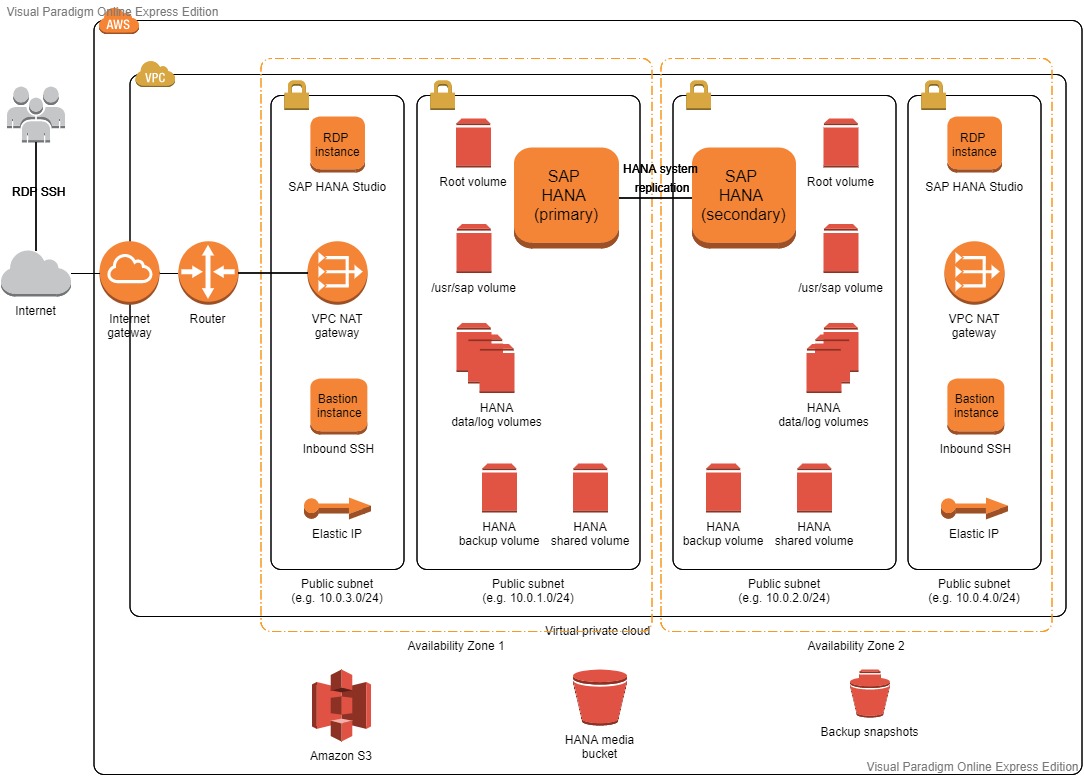 Visual Paradigm Online Express Edition
AWS
VPC
RDP SSH
Internet
Internet
gateway
Router
RDP
instance
SAP HANA Studio
VPC NAT
gateway
Bastion
instance
Inbound SSH
Elastic IP
Public subnet
(e.g. 10.0.3.0/24)
Root volume
SAP
HANA
(primary)
/usr/sap volume
HANA
data/log volumes
HANA
backup volume
HANA
shared volume
Public subnet
(e.g. 10.0.1.0/24)
HANA system
replication
SAP
HANA
(secondary)
Root volume
/usr/sap volume
HANA
data/log volumes
HANA
backup volume
HANA
shared volume
Public subnet
(e.g. 10.0.2.0/24)
RDP
instance
SAP HANA Studio
VPC NAT
gateway
Bastion
instance
Inbound SSH
Elastic IP
Public subnet
(e.g. 10.0.4.0/24)
Virtual private cloud
Availability Zone 1
Availability Zone 2
Amazon S3
HANA media
bucket
Backup snapshots
Visual Paradigm Online Express Edition